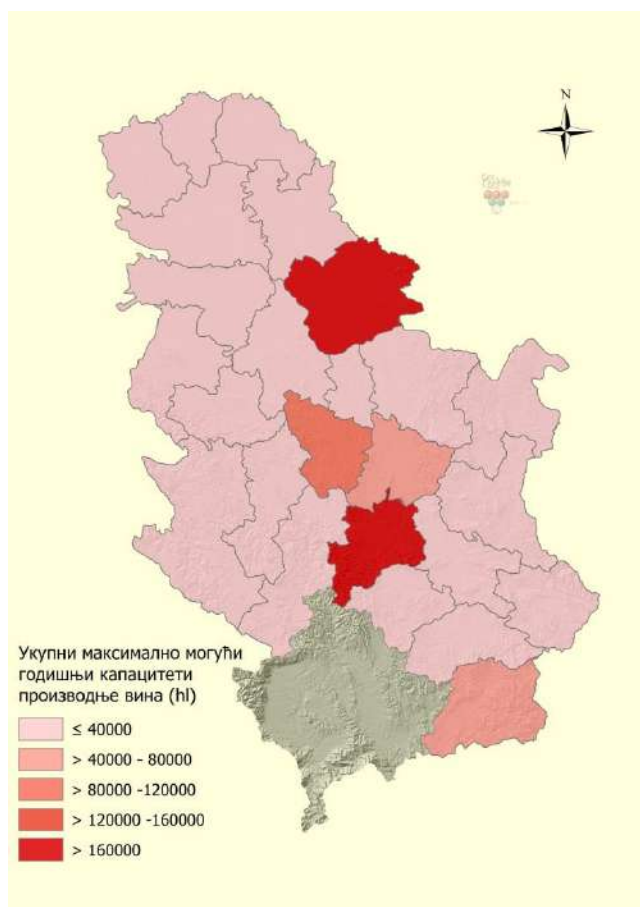 N
Укупни максимално могући
годишњи капацитети
производње вина (hl)
≤ 40000
> 40000 - 80000
> 80000 -120000
> 120000 -160000
> 160000